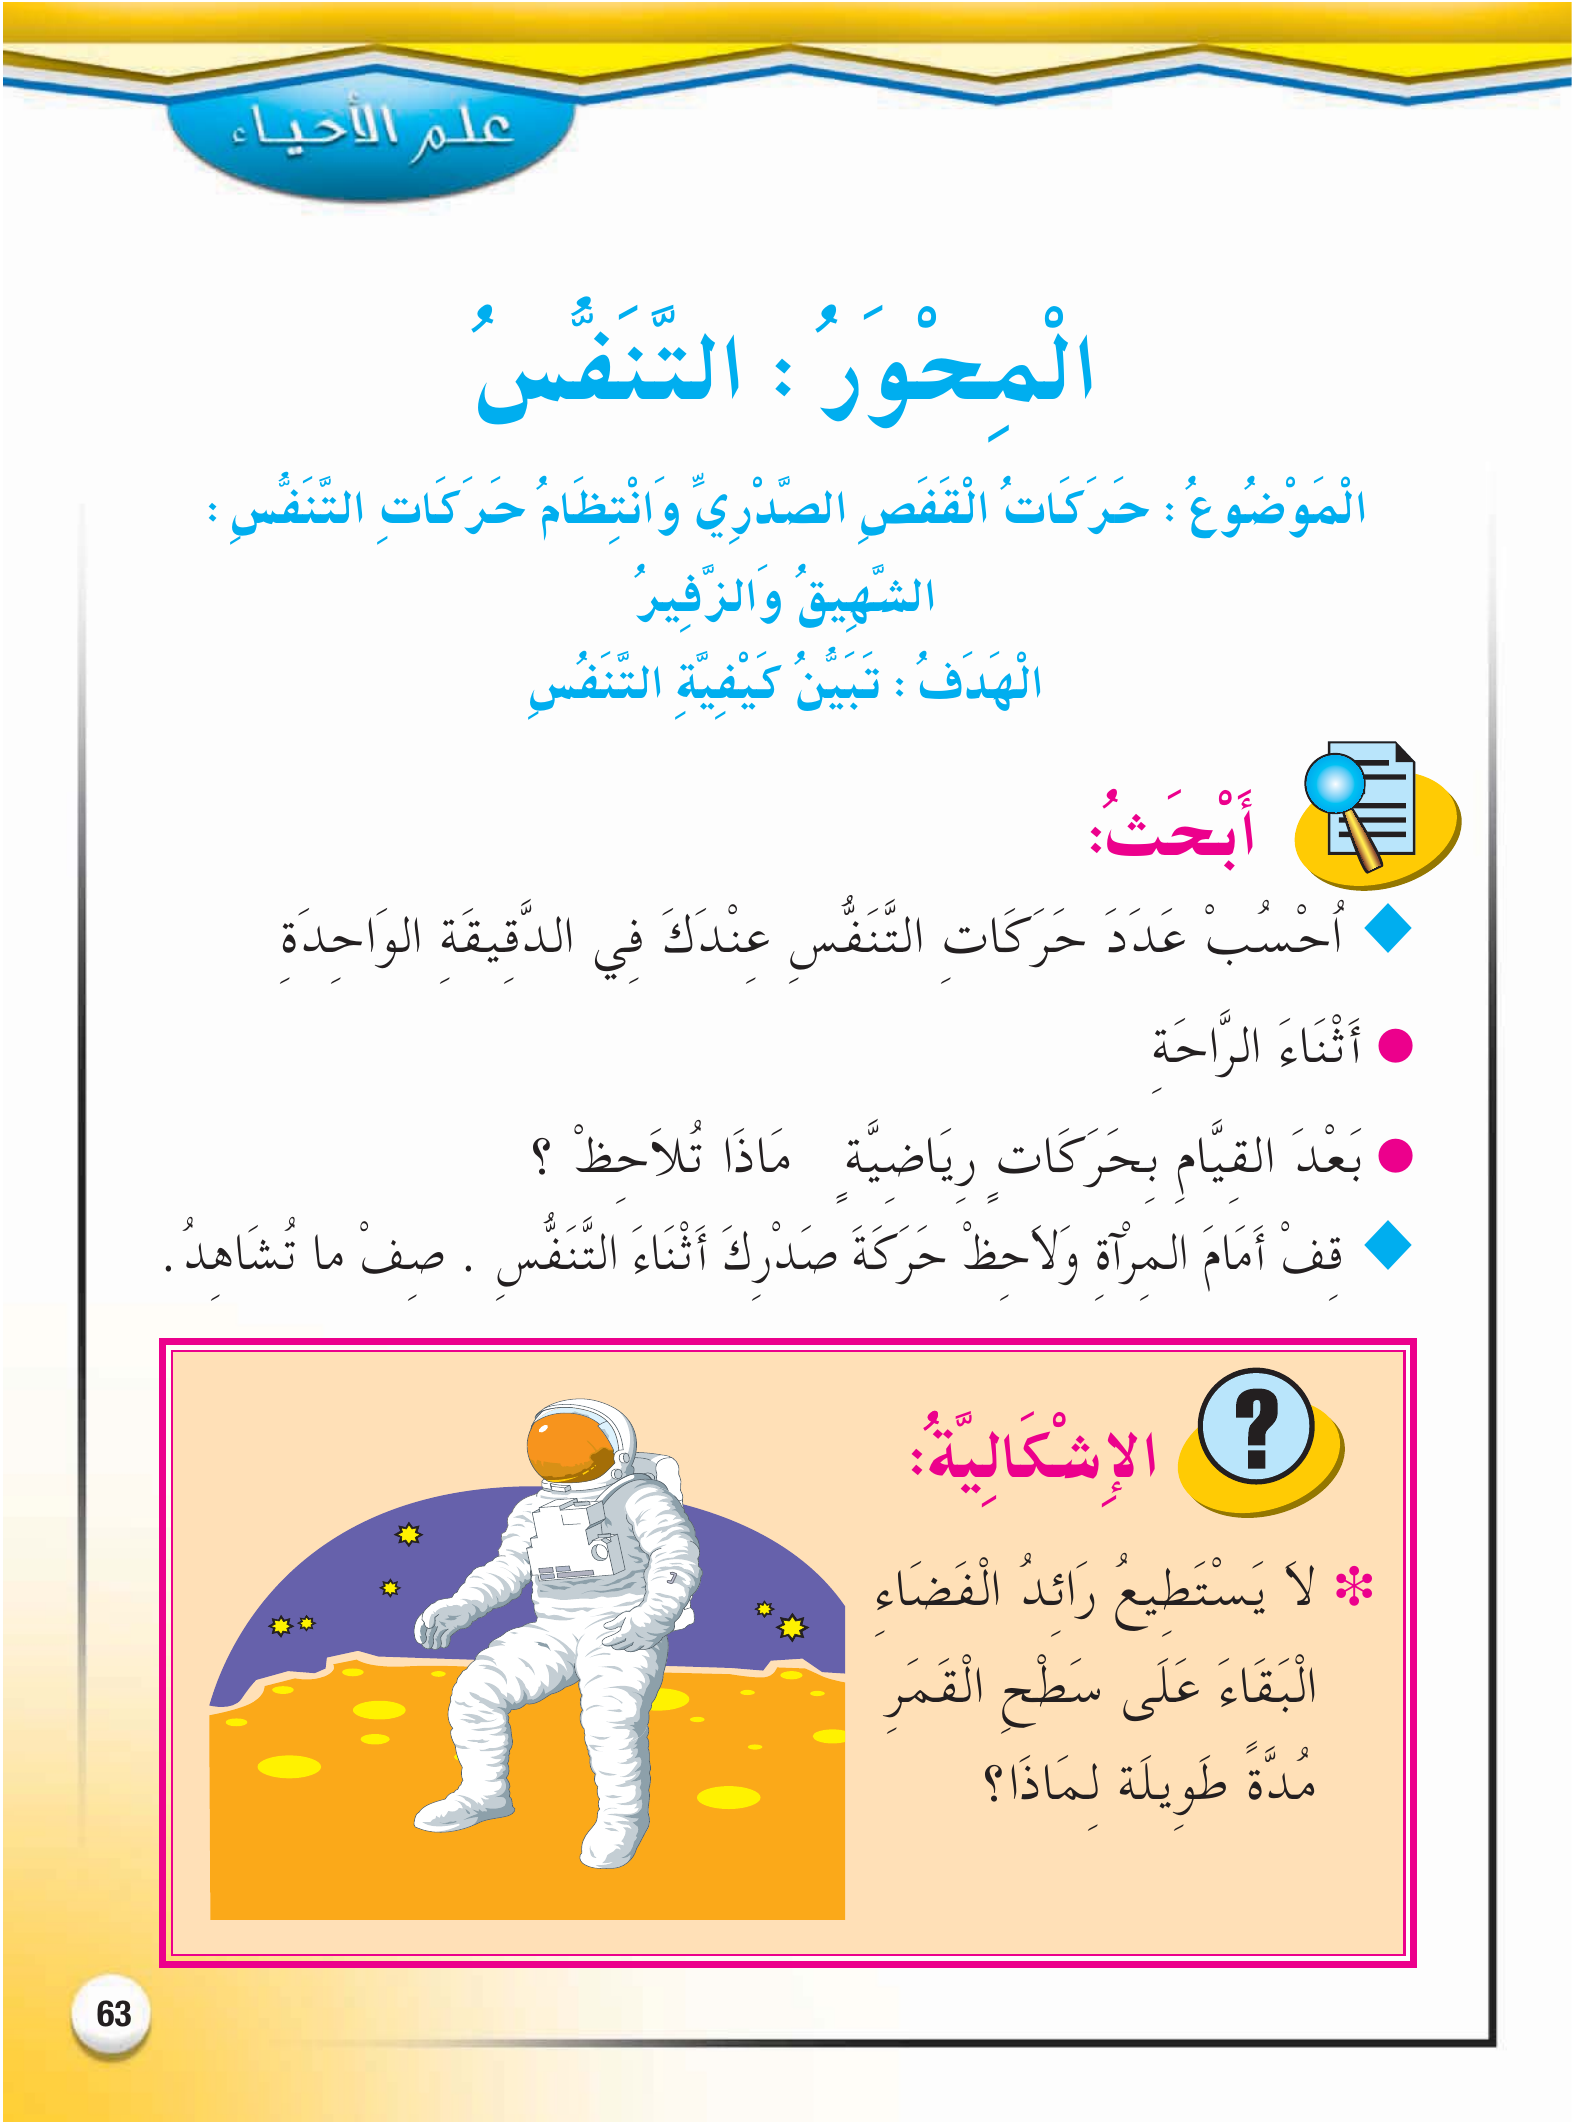 علم الأحياء
الْمِحْوَرُ : التَّنَفُّسُ
الْمَوْضُوعُ : حَرَكَاتُ الْقَفَصِ الصَّدْرِيِّ وَانْتِظَامُ حَرَكَاتِ التَّنَفُّسِ :
الشَّهِيقُ وَالزَّفِيرُ
الْهَدَفُ : تَبَيَّنُ كَيْفِيَّةِ التَّنَفُسِ
أَبْحَثُ:
اُحْسُبْ عَدَدَ حَرَكَاتِ التَّنَفُّسِ عِنْدَكَ فِي الدَّقِيقَةِ الوَاحِدَةِ
أَثْنَاءَ الرَّاحَةِ
بَعْدَ القِيَّامِ بِحَرَكَاتٍ رِيَاضِيَّةٍ مَاذَا تُلاَحِظْ ؟
قِفْ أَمَامَ المِرْآةِ وَلاَحِظْ حَرَكَةَ صَدْرِكَ أَثْنَاءَ التَّنَفُّسِ . صِفْ ما تُشَاهِدُ .
?
الإِشْكَالِيَّةُ:
لاَ يَسْتَطِيعُ رَائِدُ الْفَضَاءِ
الْبَقَاءَ عَلَى سَطْحِ الْقَمَرِ
مُدَّةً طَوِيلَة لِمَاذَا؟
63